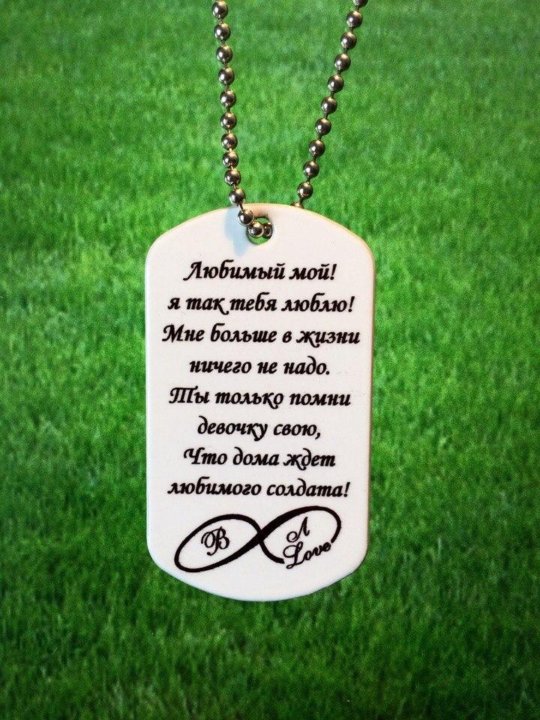 Любимый мой!
я так тебя люблю!
Мне больше в жизни
ничего не надо.
Ты только помни
девочку свою,
Что дома ждет
любимого солдата!
В А
Love